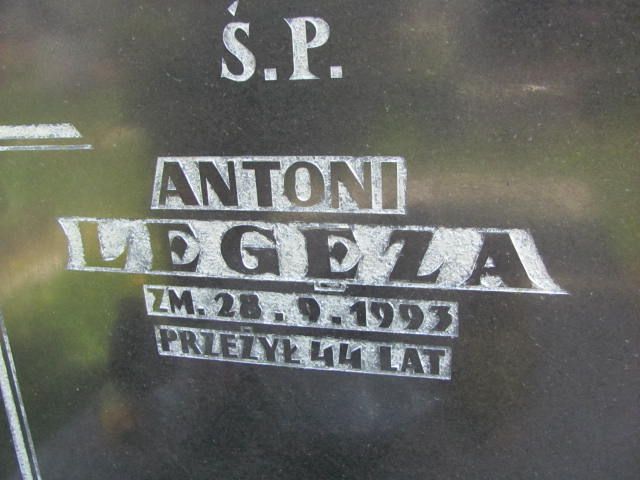 Ś.P.
ANTONI
LEGĘZA
ZM. 28.9.1993
PRZEŻYŁ 44 LAT